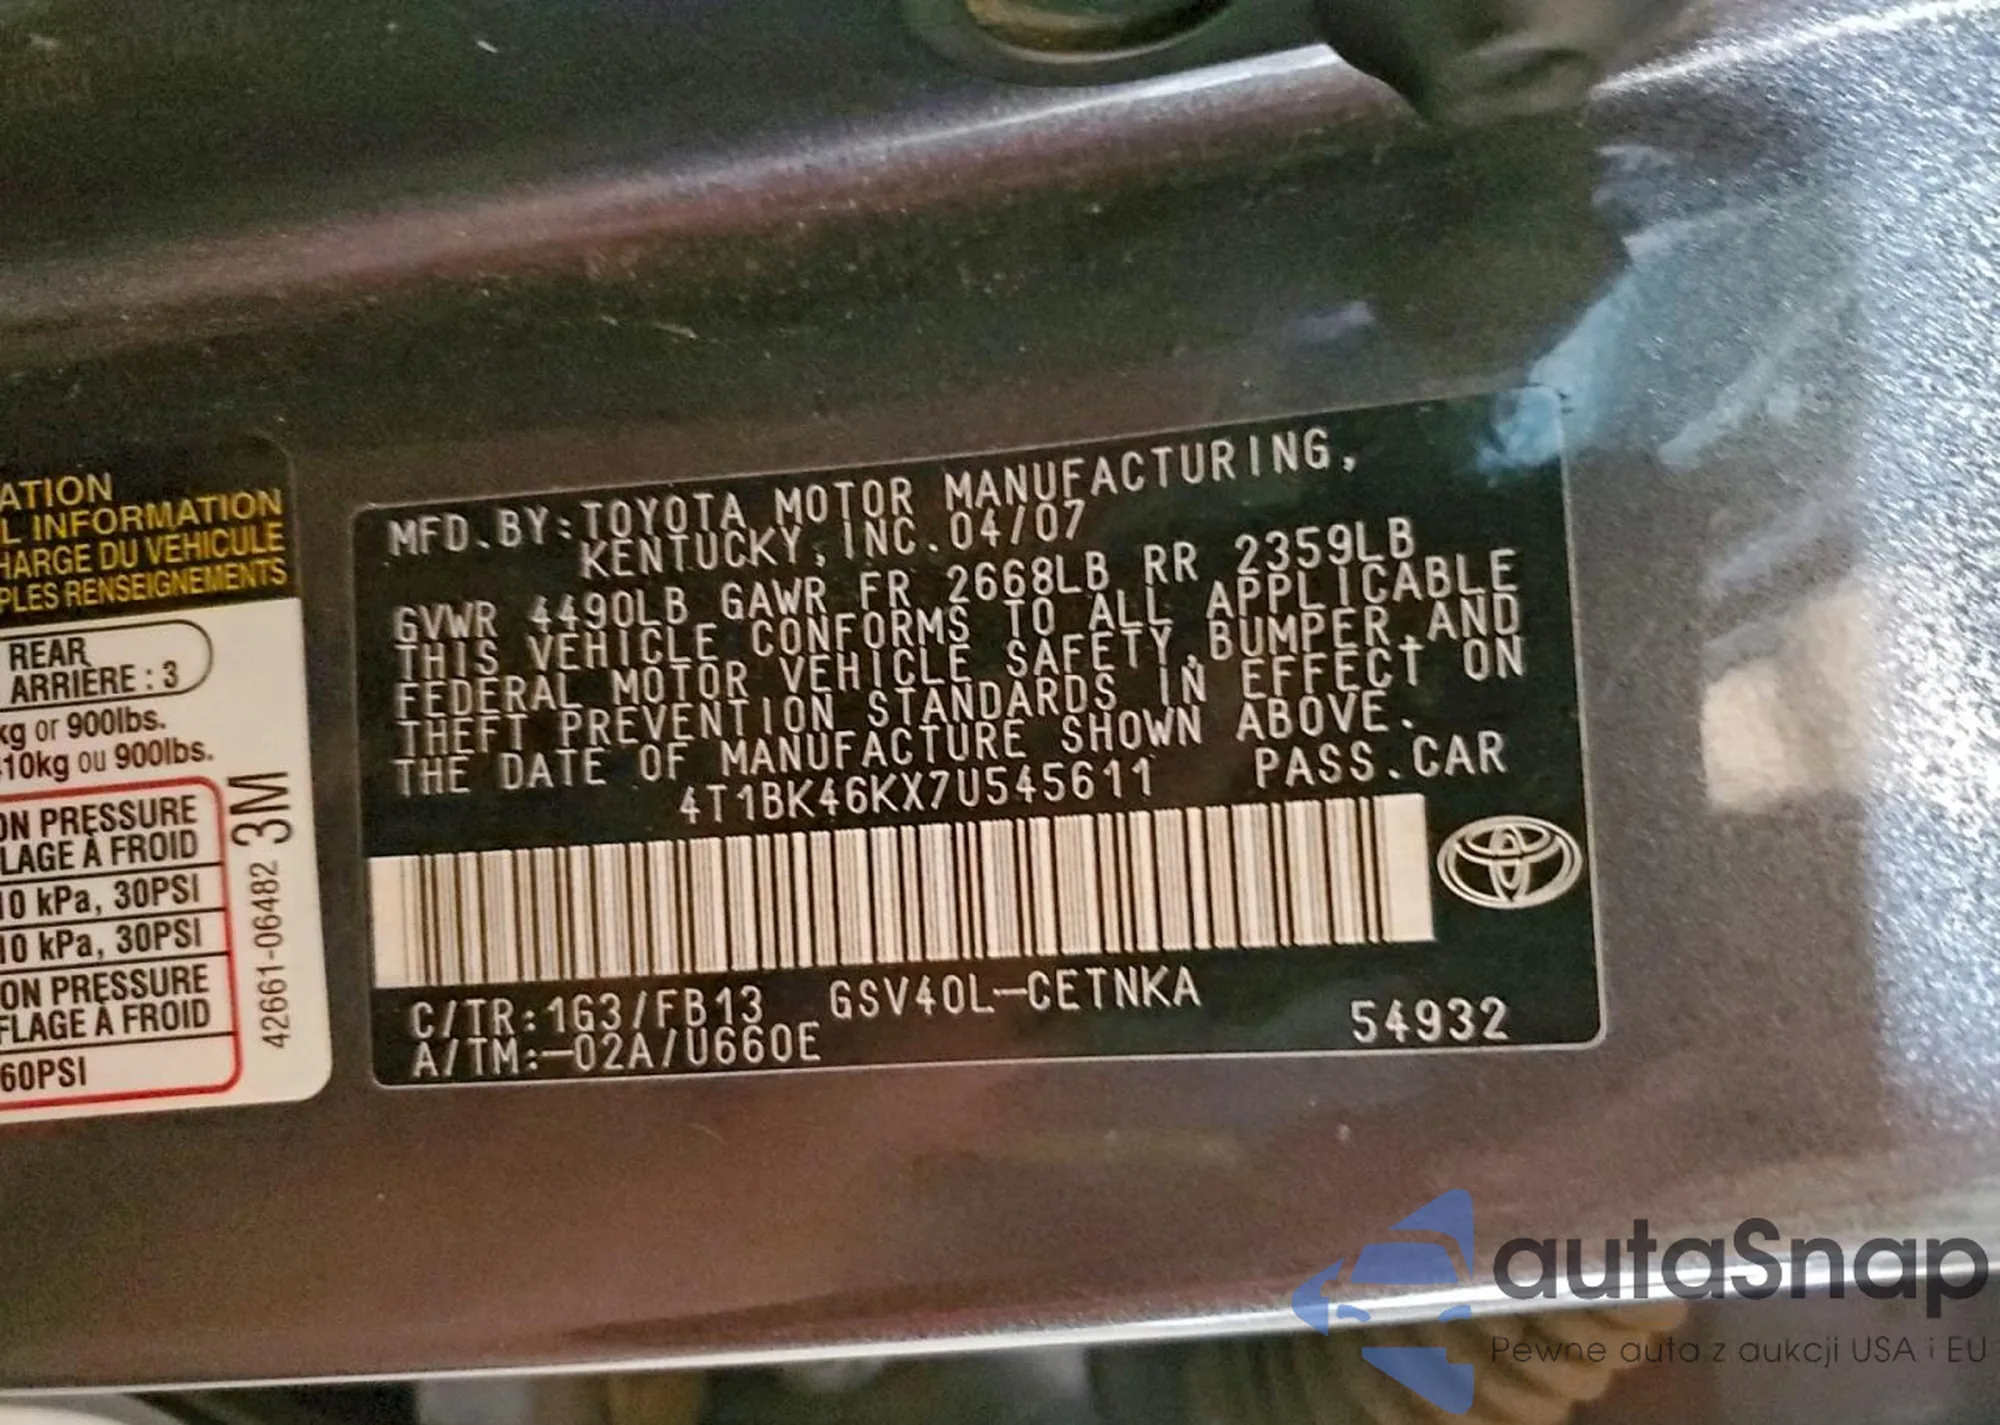 ATION
L INFORMATION
HARGE DU VEHICULE
PLES RENSEIGNEMENTS
REAR
ARRIERE : 3
kg or 900lbs.
10kg ou 900lbs.
ON PRESSURE
LAGE À FROID
10 kPa, 30PSI
10 kPa, 30PSI
ON PRESSURE
FLAGE À FROID
60PSI
42661-06482 3M
MFD.BY:TOYOTA MOTOR MANUFACTURING,
KENTUCKY, INC.04/07
GVWR 4490LB GAWR FR 2668LB RR 2359LB
THIS VEHICLE CONFORMS TO ALL APPLICABLE
FEDERAL MOTOR VEHICLE SAFETY,BUMPER,AND
THEFT PREVENTION STANDARDS IN EFFECT ON
THE DATE OF MANUFACTURE SHOWN ABOVE.
4T1BK46KX7U545611 PASS.CAR
C/TR:1G3/FB13 GSV40L-CETNKA
A/TM:-02A/U660E 54932
autaSnap
Pewne auta z aukcji USA i EU